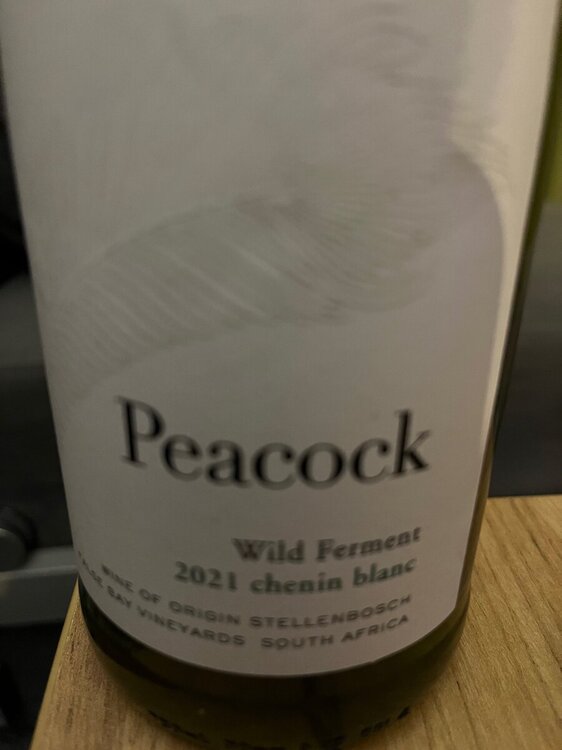 Peacock
Wild Ferment
2021 chenin blanc
WINE OF ORIGIN STELLENBOSCH
BAY VINEYARDS SOUTH AFRICA